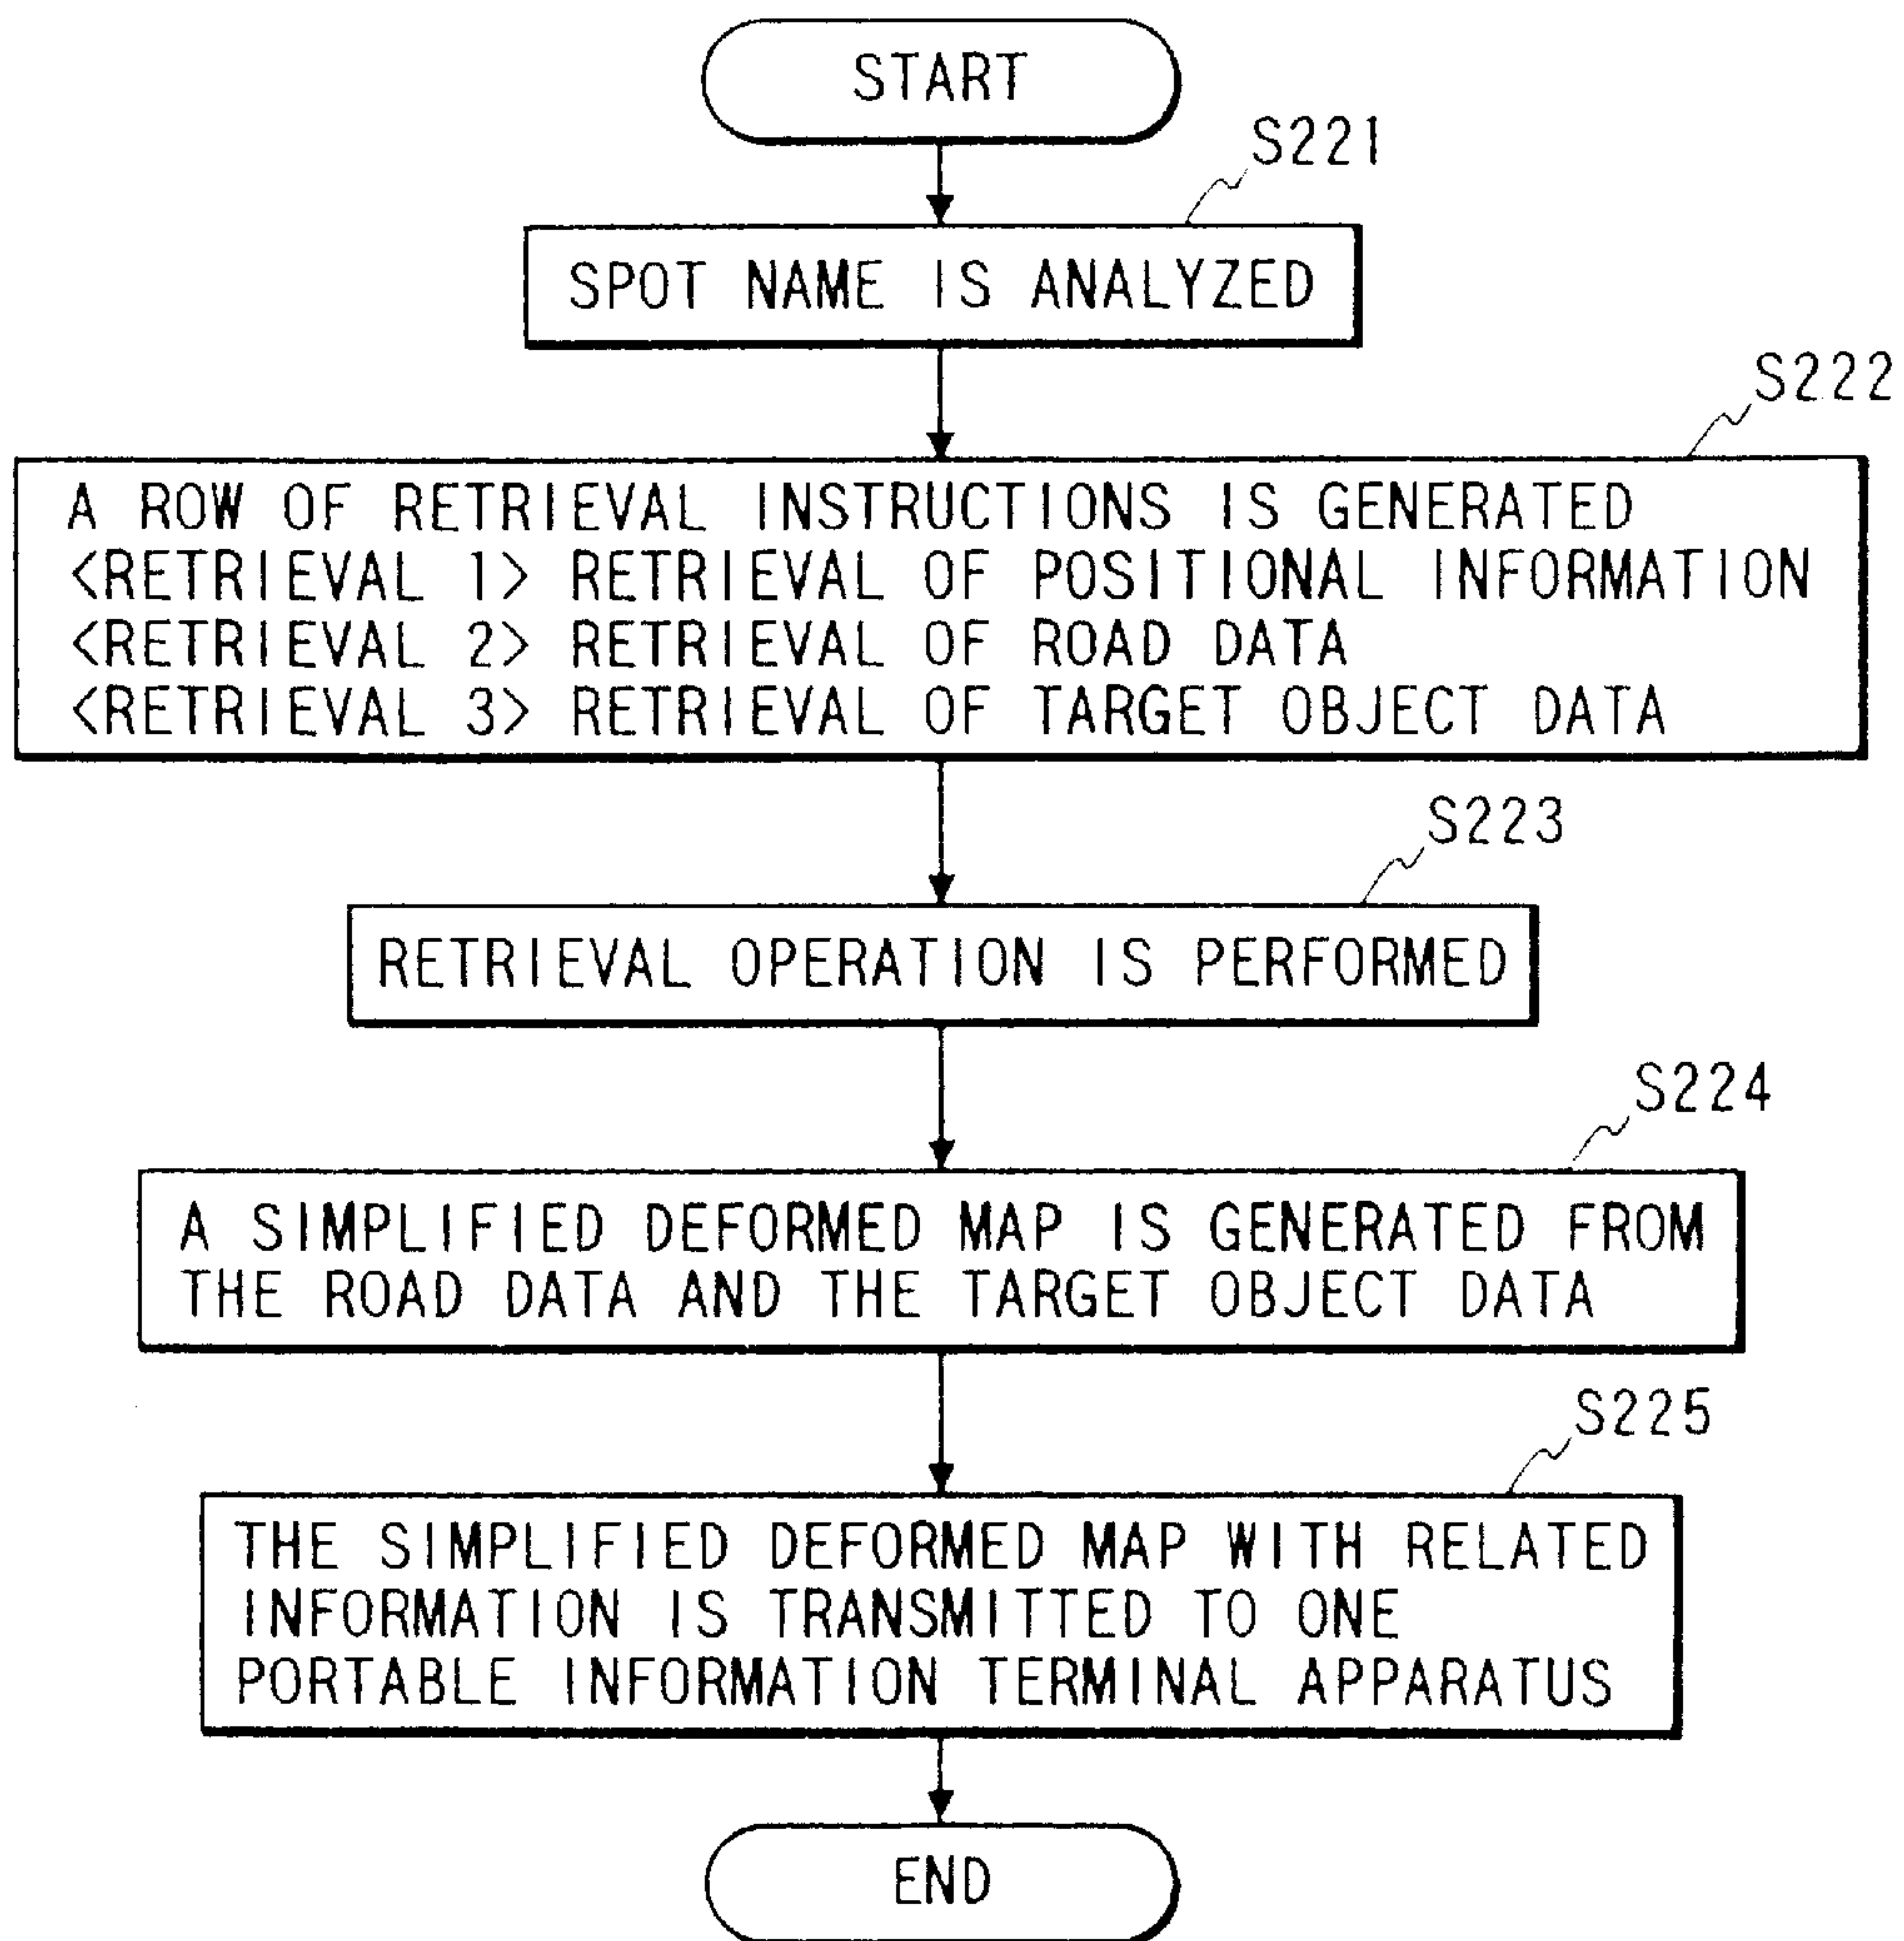 START
S221
SPOT NAME IS ANALYZED
S222
A ROW OF RETRIEVAL INSTRUCTIONS IS GENERATED
<RETRIEVAL 1> RETRIEVAL OF POSITIONAL INFORMATION
<RETRIEVAL 2> RETRIEVAL OF ROAD DATA
<RETRIEVAL 3> RETRIEVAL OF TARGET OBJECT DATA
S223
RETRIEVAL OPERATION IS PERFORMED
S224
A SIMPLIFIED DEFORMED MAP IS GENERATED FROM
THE ROAD DATA AND THE TARGET OBJECT DATA
S225
THE SIMPLIFIED DEFORMED MAP WITH RELATED
INFORMATION IS TRANSMITTED TO ONE
PORTABLE INFORMATION TERMINAL APPARATUS
END